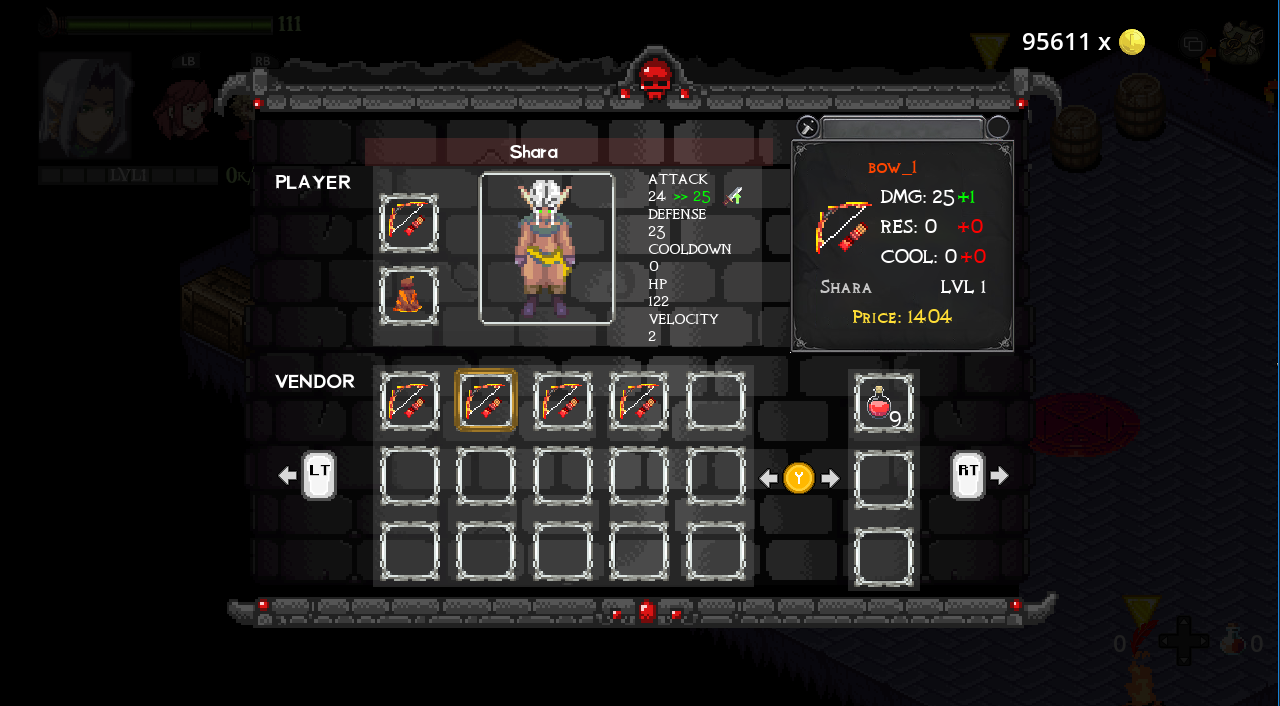 111
95611 x
LB
RB
LVL1
0K
Shara
PLAYER
ATTACK
24 >> 25
DEFENSE
23
COOLDOWN
0
HP
122
VELOCITY
2
BOW_1
DMG: 25 +1
RES: 0 +0
COOL: 0 +0
Shara LVL 1
Price: 1404
VENDOR
9
LT
Y
RT
0
0